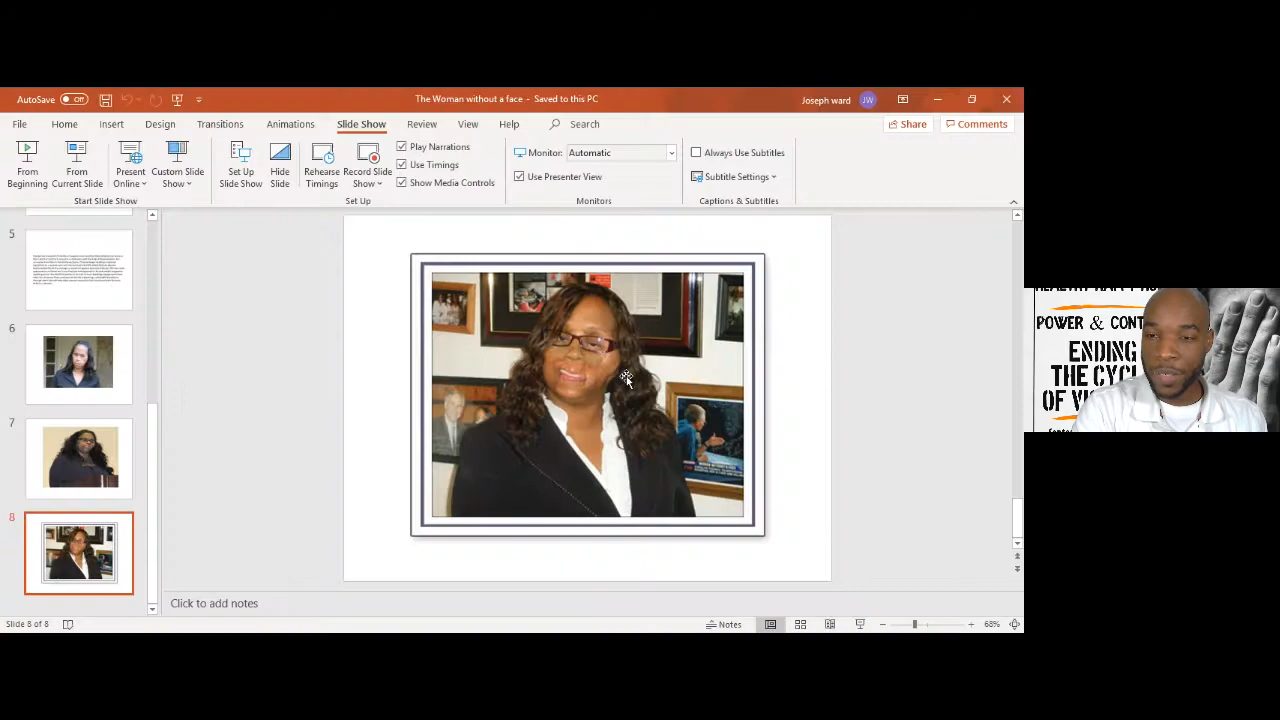 AutoSave Off
The Woman without a face - Saved to this PC
Joseph ward JW
File Home Insert Design Transitions Animations Slide Show Review View Help Search
Share Comments
From Beginning
From Current Slide
Present Online
Custom Slide Show
Set Up Slide Show
Hide Slide
Rehearse Timings
Record Slide Show
Play Narrations
Use Timings
Show Media Controls
Monitor: Automatic
Use Presenter View
Always Use Subtitles
Subtitle Settings
Start Slide Show
Set Up
Monitors
Captions & Subtitles
5
6
7
8
POWER & CONT
ENDING
THE CYCL
OF VI
Click to add notes
Slide 8 of 8
Notes
68%